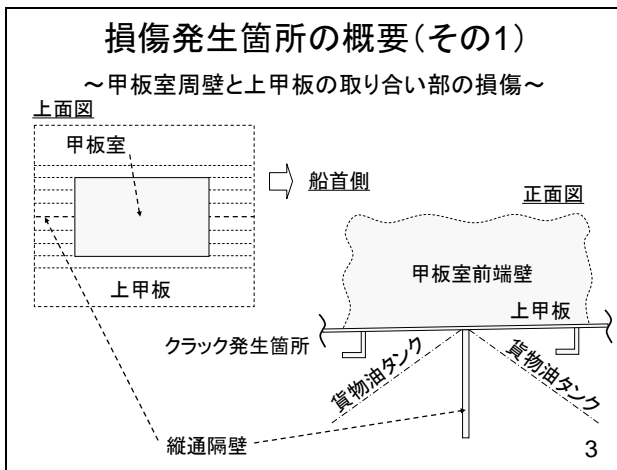 損傷発生箇所の概要(その1)
～甲板室周壁と上甲板の取り合い部の損傷～
上面図
甲板室
船首側
上甲板
正面図
甲板室前端壁
上甲板
クラック発生箇所
貨物油タンク
貨物油タンク
縦通隔壁
3